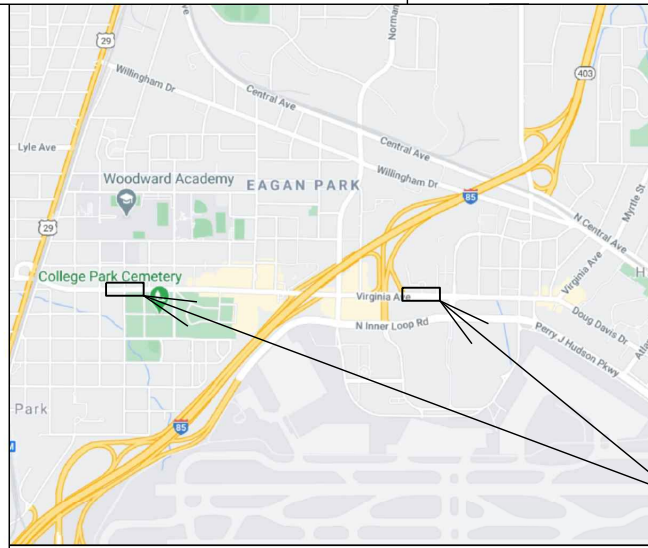 29
Norman
403
Willingham Dr
Central Ave
Central Ave
Lyle Ave
Willingham Dr
Woodward Academy
EAGAN PARK
85
Myrtle St
N Central Ave
29
College Park Cemetery
Virginia Ave
Virginia Ave
H
N Inner Loop Rd
Doug Davis Dr
Perry J Hudson Pkwy
Atla
Park
85